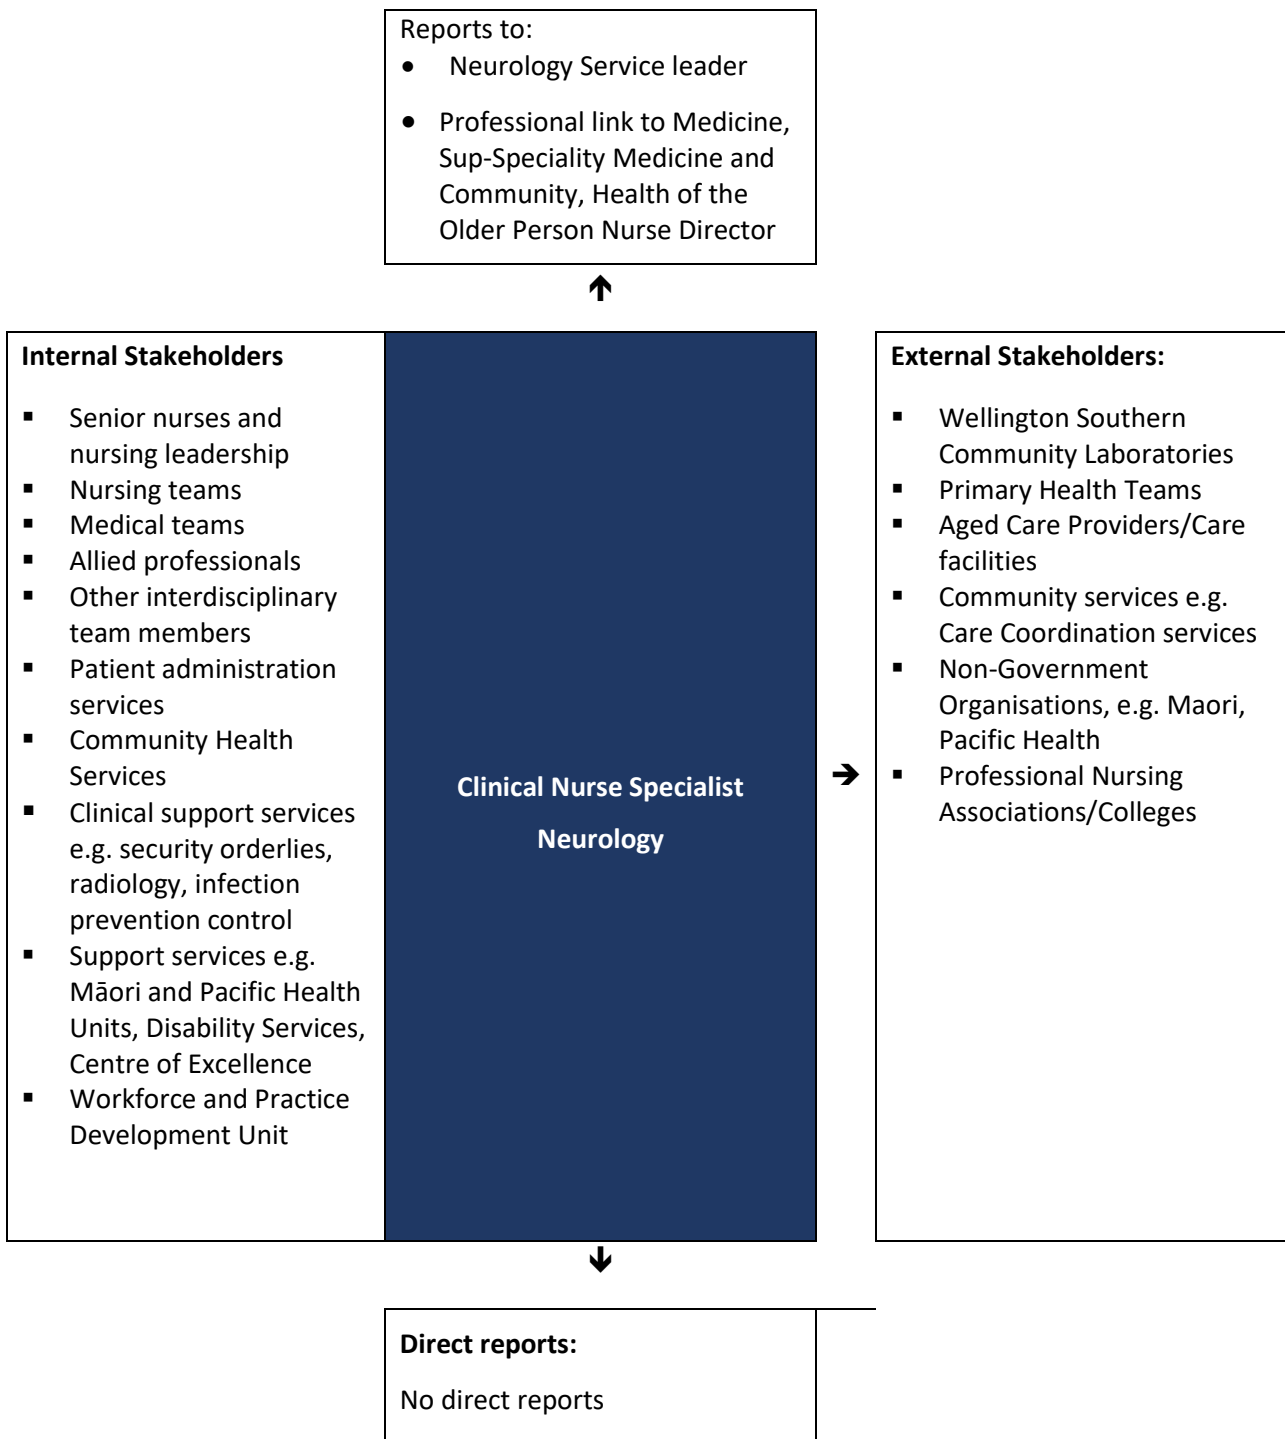 Reports to:
• Neurology Service leader
• Professional link to Medicine,
Sup-Speciality Medicine and
Community, Health of the
Older Person Nurse Director
🡹
Internal Stakeholders
▪ Senior nurses and
nursing leadership
▪ Nursing teams
▪ Medical teams
▪ Allied professionals
▪ Other interdisciplinary
team members
▪ Patient administration
services
▪ Community Health
Services
▪ Clinical support services
e.g. security orderlies,
radiology, infection
prevention control
▪ Support services e.g.
Māori and Pacific Health
Units, Disability Services,
Centre of Excellence
▪ Workforce and Practice
Development Unit
Clinical Nurse Specialist
Neurology
🡺
External Stakeholders:
▪ Wellington Southern
Community Laboratories
▪ Primary Health Teams
▪ Aged Care Providers/Care
facilities
▪ Community services e.g.
Care Coordination services
▪ Non-Government
Organisations, e.g. Maori,
Pacific Health
▪ Professional Nursing
Associations/Colleges
🡻
Direct reports:
No direct reports